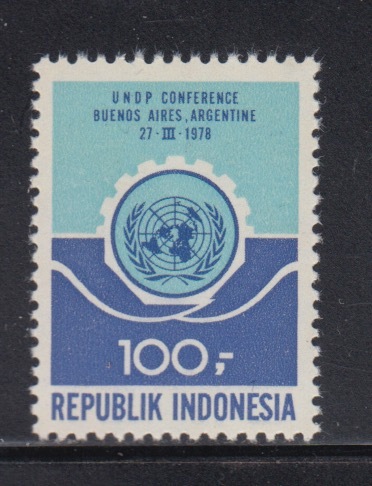 UNDP CONFERENCE
BUENOS AIRES, ARGENTINE
27-III-1978
100,-
REPUBLIK INDONESIA